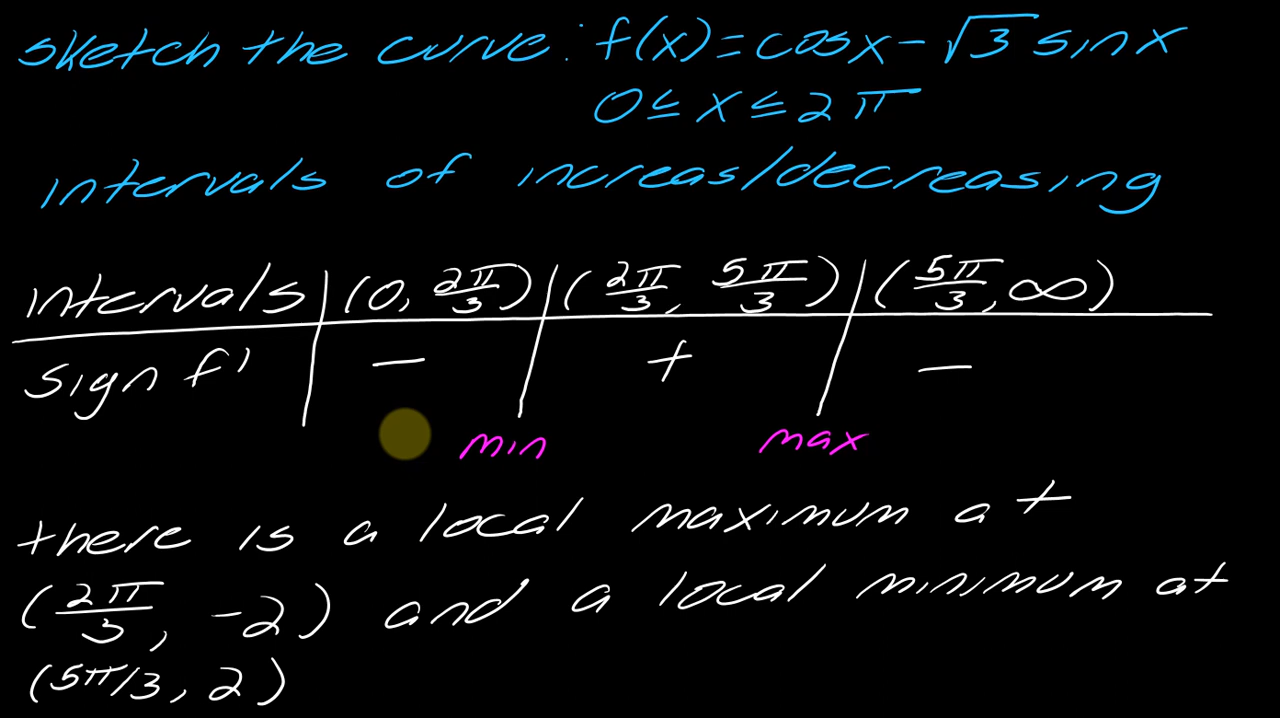 sketch the curve: f(x)=cosx-√3 sinx
0≤x≤2π
intervals of increas/decreasing
intervals | (0, 2π/3) | (2π/3, 5π/3) | (5π/3, ∞)
sign f' | - | + | -
min max
there is a local maximum at
(2π/3, -2) and a local minimum at
(5π/3, 2)